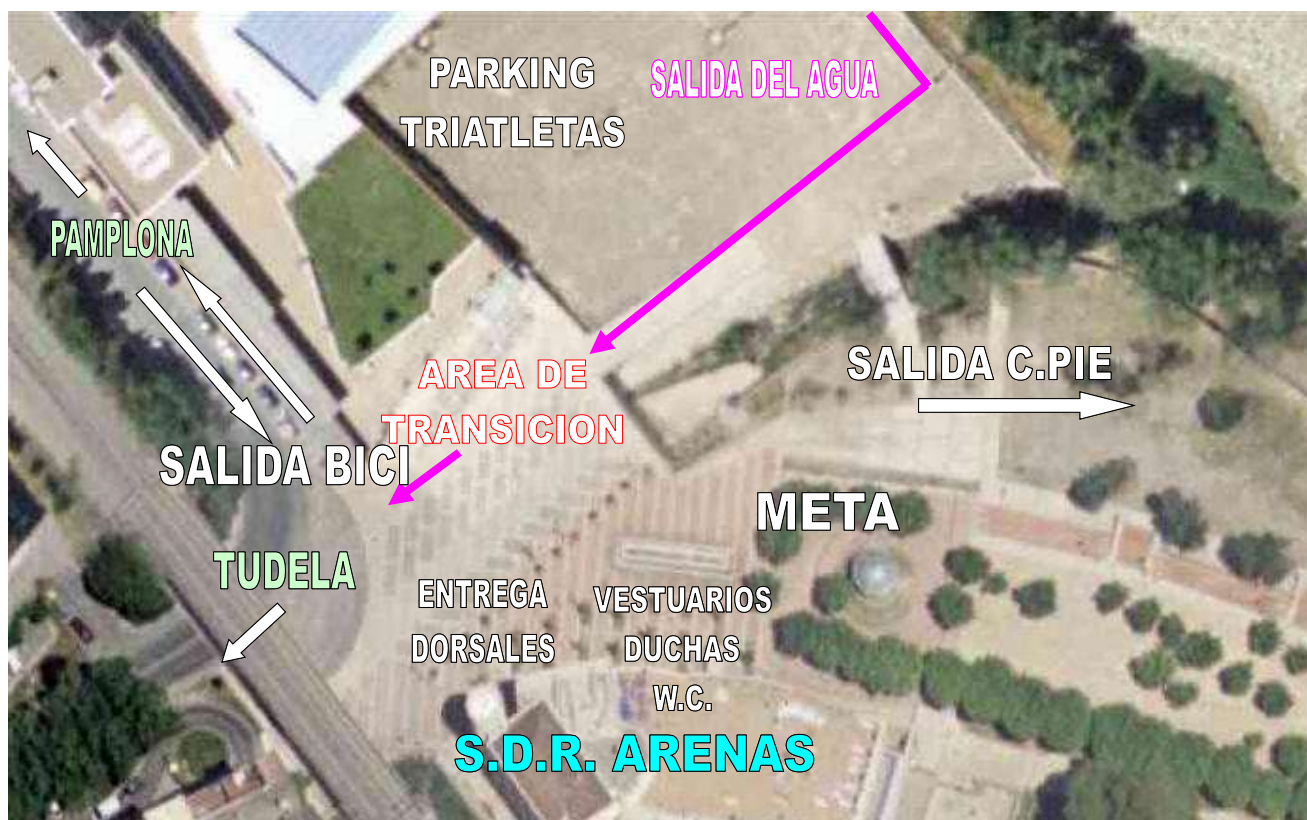 PARKING
TRIATLETAS
SALIDA DEL AGUA
PAMPLONA
AREA DE
TRANSICION
SALIDA C.PIE
SALIDA BICI
META
TUDELA
ENTREGA
DORSALES
VESTUARIOS
DUCHAS
W.C.
S.D.R. ARENAS